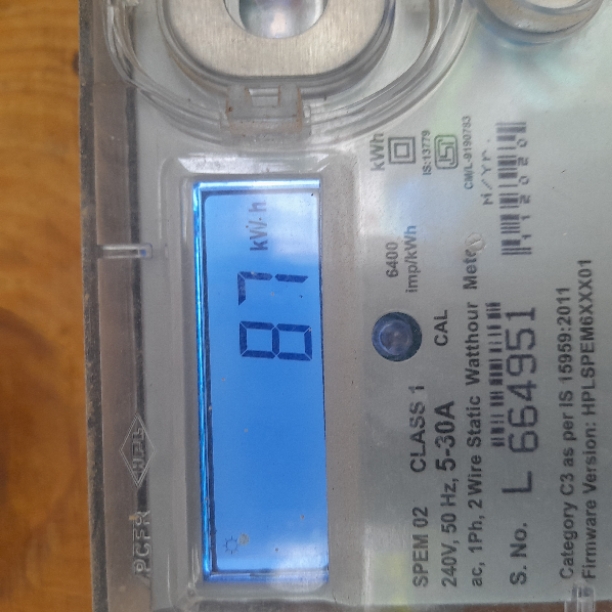 PCFR
HPL
87 kW·h
6400
imp/kWh
kWh
IS:13779
CM/L-9190783
SPEM 02 CLASS 1 CAL
240V, 50 Hz, 5-30A
ac, 1Ph, 2 Wire Static Watthour Meter
M/Yr.
S. No. L 664951
112020
Category C3 as per IS 15959:2011
Firmware Version: HPLSPEM6XXX01